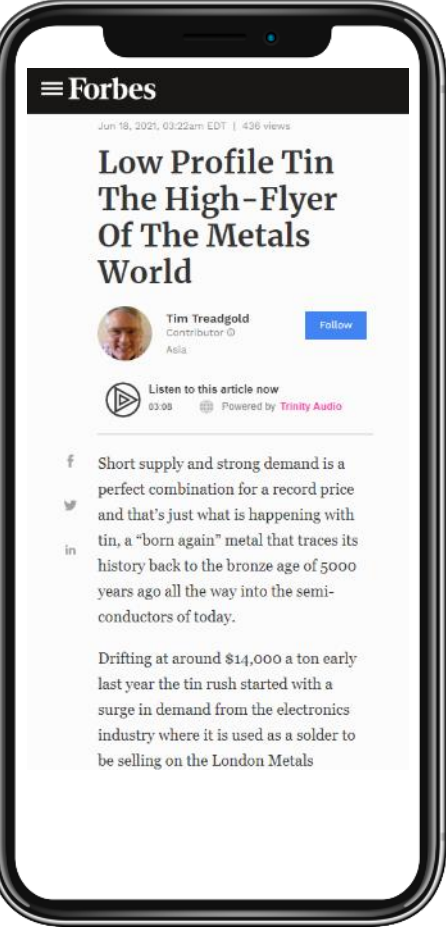 Forbes
Jun 18, 2021, 03:22am EDT | 436 views
Low Profile Tin
The High-Flyer
Of The Metals
World
Tim Treadgold
Contributor
Asia
Follow
Listen to this article now
03:08 Powered by Trinity Audio
f
in
Short supply and strong demand is a
perfect combination for a record price
and that’s just what is happening with
tin, a “born again” metal that traces its
history back to the bronze age of 5000
years ago all the way into the semi-
conductors of today.
Drifting at around $14,000 a ton early
last year the tin rush started with a
surge in demand from the electronics
industry where it is used as a solder to
be selling on the London Metals